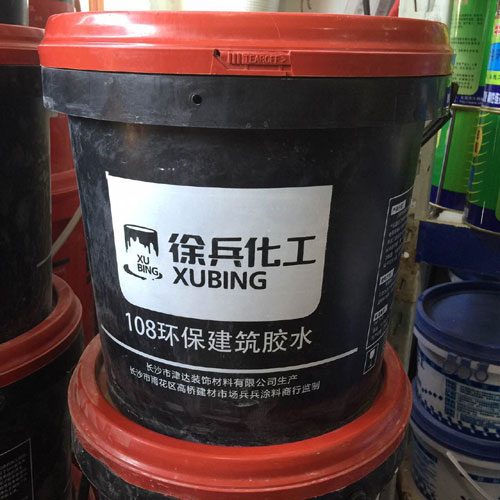 TEAROFF
XU
BING
徐兵化工
XUBING
108环保建筑胶水
长沙市津达装饰材料有限公司生产
长沙市雨花区高桥建材市场兵兵涂料商行监制